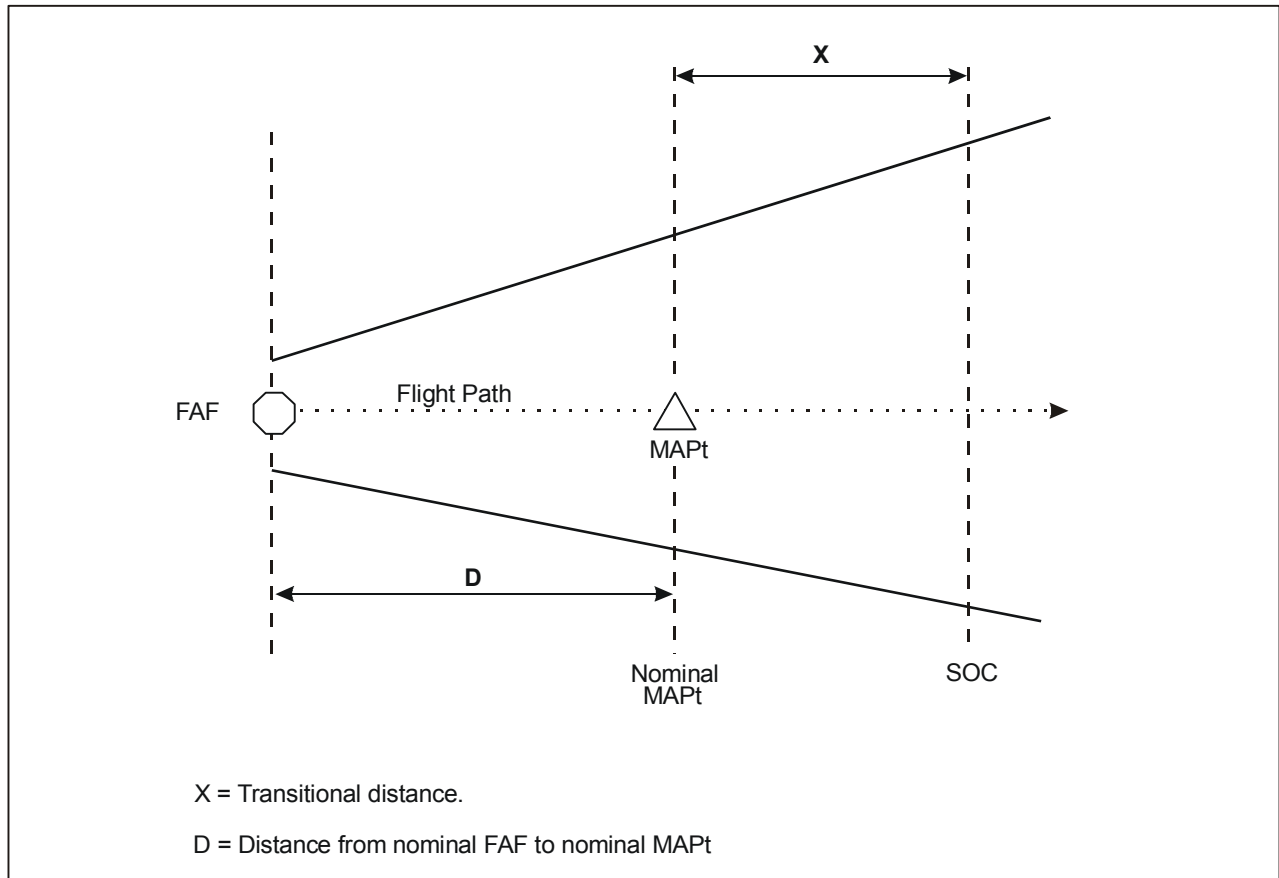 X
Flight Path
FAF
MAPt
D
Nominal
MAPt
SOC
X = Transitional distance.
D = Distance from nominal FAF to nominal MAPt